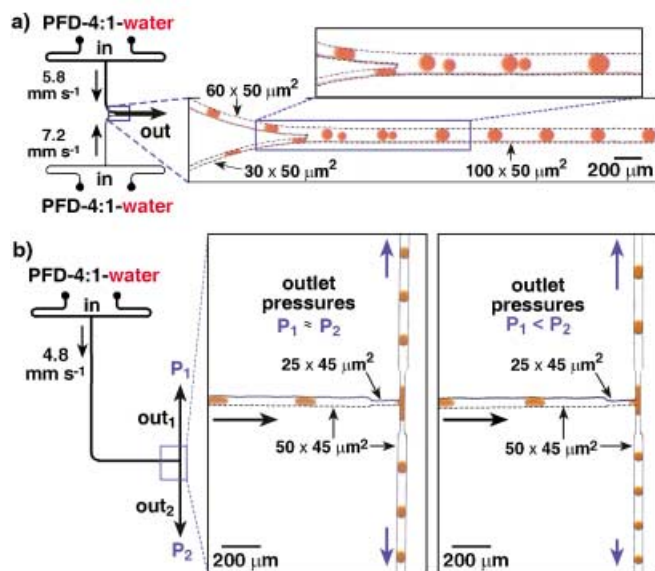 a)
PFD-4:1-water
in
5.8
mm s⁻¹
out
7.2
mm s⁻¹
in
PFD-4:1-water
60 x 50 μm²
30 x 50 μm²
100 x 50 μm²
200 μm
b)
PFD-4:1-water
in
4.8
mm s⁻¹
P₁
out₁
out₂
P₂
outlet
pressures
P₁ ≈ P₂
25 x 45 μm²
50 x 45 μm²
200 μm
outlet
pressures
P₁ < P₂
25 x 45 μm²
50 x 45 μm²
200 μm